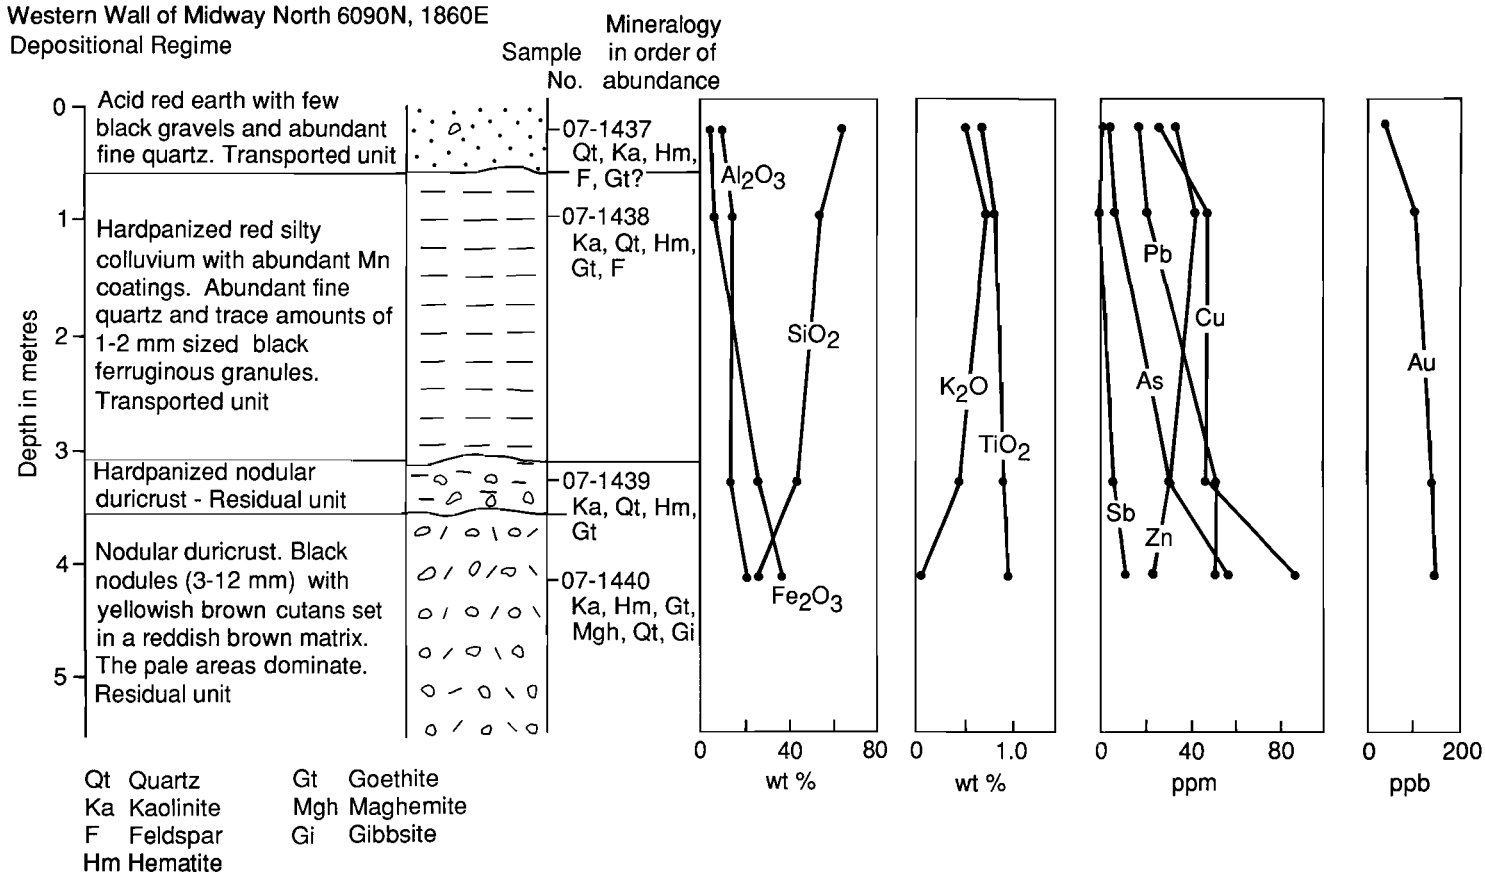 Western Wall of Midway North 6090N, 1860E
Depositional Regime
Sample No.
Mineralogy in order of abundance
Depth in metres
0
1
2
3
4
5
Acid red earth with few
black gravels and abundant
fine quartz. Transported unit
Hardpanized red silty
colluvium with abundant Mn
coatings. Abundant fine
quartz and trace amounts of
1-2 mm sized black
ferruginous granules.
Transported unit
Hardpanized nodular
duricrust - Residual unit
Nodular duricrust. Black
nodules (3-12 mm) with
yellowish brown cutans set
in a reddish brown matrix.
The pale areas dominate.
Residual unit
07-1437
Qt, Ka, Hm,
F, Gt?
07-1438
Ka, Qt, Hm,
Gt, F
07-1439
Ka, Qt, Hm,
Gt
07-1440
Ka, Hm, Gt,
Mgh, Qt, Gi
Al2O3
SiO2
Fe2O3
0 40 80
wt %
K2O
TiO2
0 1.0
wt %
Pb
Cu
As
Sb
Zn
0 40 80
ppm
Au
0 200
ppb
Qt Quartz
Ka Kaolinite
F Feldspar
Hm Hematite
Gt Goethite
Mgh Maghemite
Gi Gibbsite